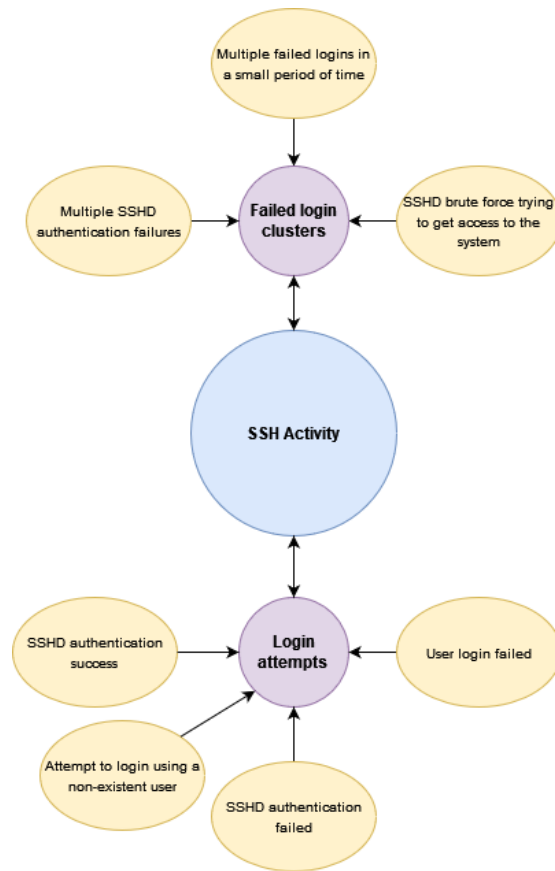 Multiple failed logins in
a small period of time
Multiple SSHD
authentication failures
Failed login
clusters
SSHD brute force trying
to get access to the
system
SSH Activity
SSHD authentication
success
Login
attempts
User login failed
Attempt to login using a
non-existent user
SSHD authentication
failed